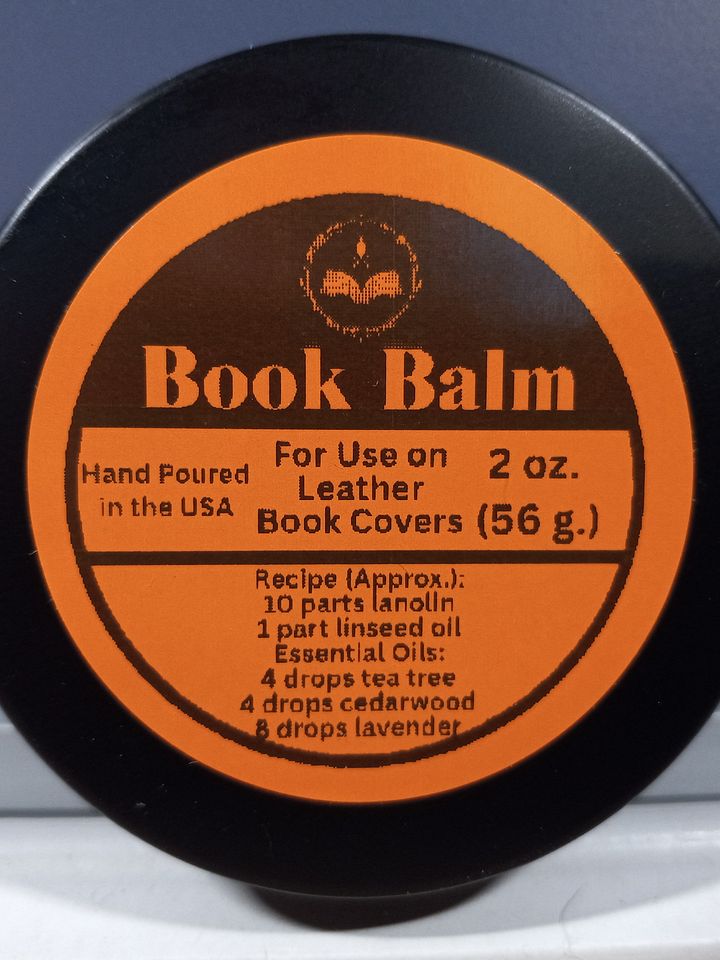 Book Balm
Hand Poured
in the USA
For Use on
Leather
Book Covers
2 oz.
(56 g.)
Recipe (Approx.):
10 parts lanolin
1 part linseed oil
Essential Oils:
4 drops tea tree
4 drops cedarwood
8 drops lavender